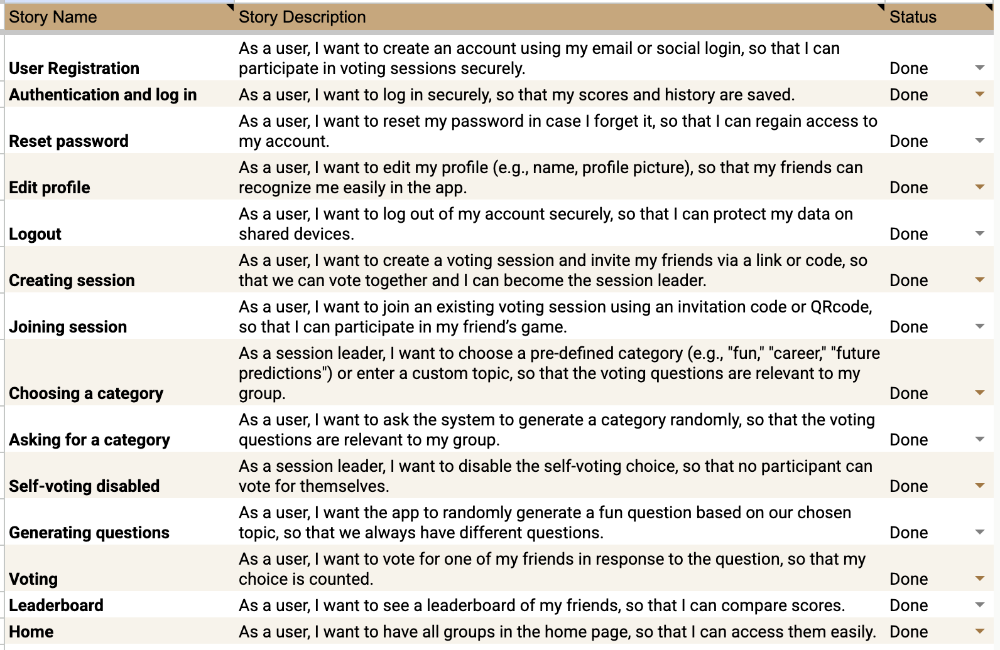 Story Name Story Description Status
As a user, I want to create an account using my email or social login, so that I can
User Registration participate in voting sessions securely. Done
Authentication and log in As a user, I want to log in securely, so that my scores and history are saved. Done
As a user, I want to reset my password in case I forget it, so that I can regain access to
Reset password my account. Done
As a user, I want to edit my profile (e.g., name, profile picture), so that my friends can
Edit profile recognize me easily in the app. Done
As a user, I want to log out of my account securely, so that I can protect my data on
Logout shared devices. Done
As a user, I want to create a voting session and invite my friends via a link or code, so
Creating session that we can vote together and I can become the session leader. Done
As a user, I want to join an existing voting session using an invitation code or QRcode,
Joining session so that I can participate in my friend’s game. Done
As a session leader, I want to choose a pre-defined category (e.g., "fun," "career," "future
predictions") or enter a custom topic, so that the voting questions are relevant to my
Choosing a category group. Done
As a user, I want to ask the system to generate a category randomly, so that the voting
Asking for a category questions are relevant to my group. Done
As a session leader, I want to disable the self-voting choice, so that no participant can
Self-voting disabled vote for themselves. Done
As a user, I want the app to randomly generate a fun question based on our chosen
Generating questions topic, so that we always have different questions. Done
As a user, I want to vote for one of my friends in response to the question, so that my
Voting choice is counted. Done
Leaderboard As a user, I want to see a leaderboard of my friends, so that I can compare scores. Done
Home As a user, I want to have all groups in the home page, so that I can access them easily. Done